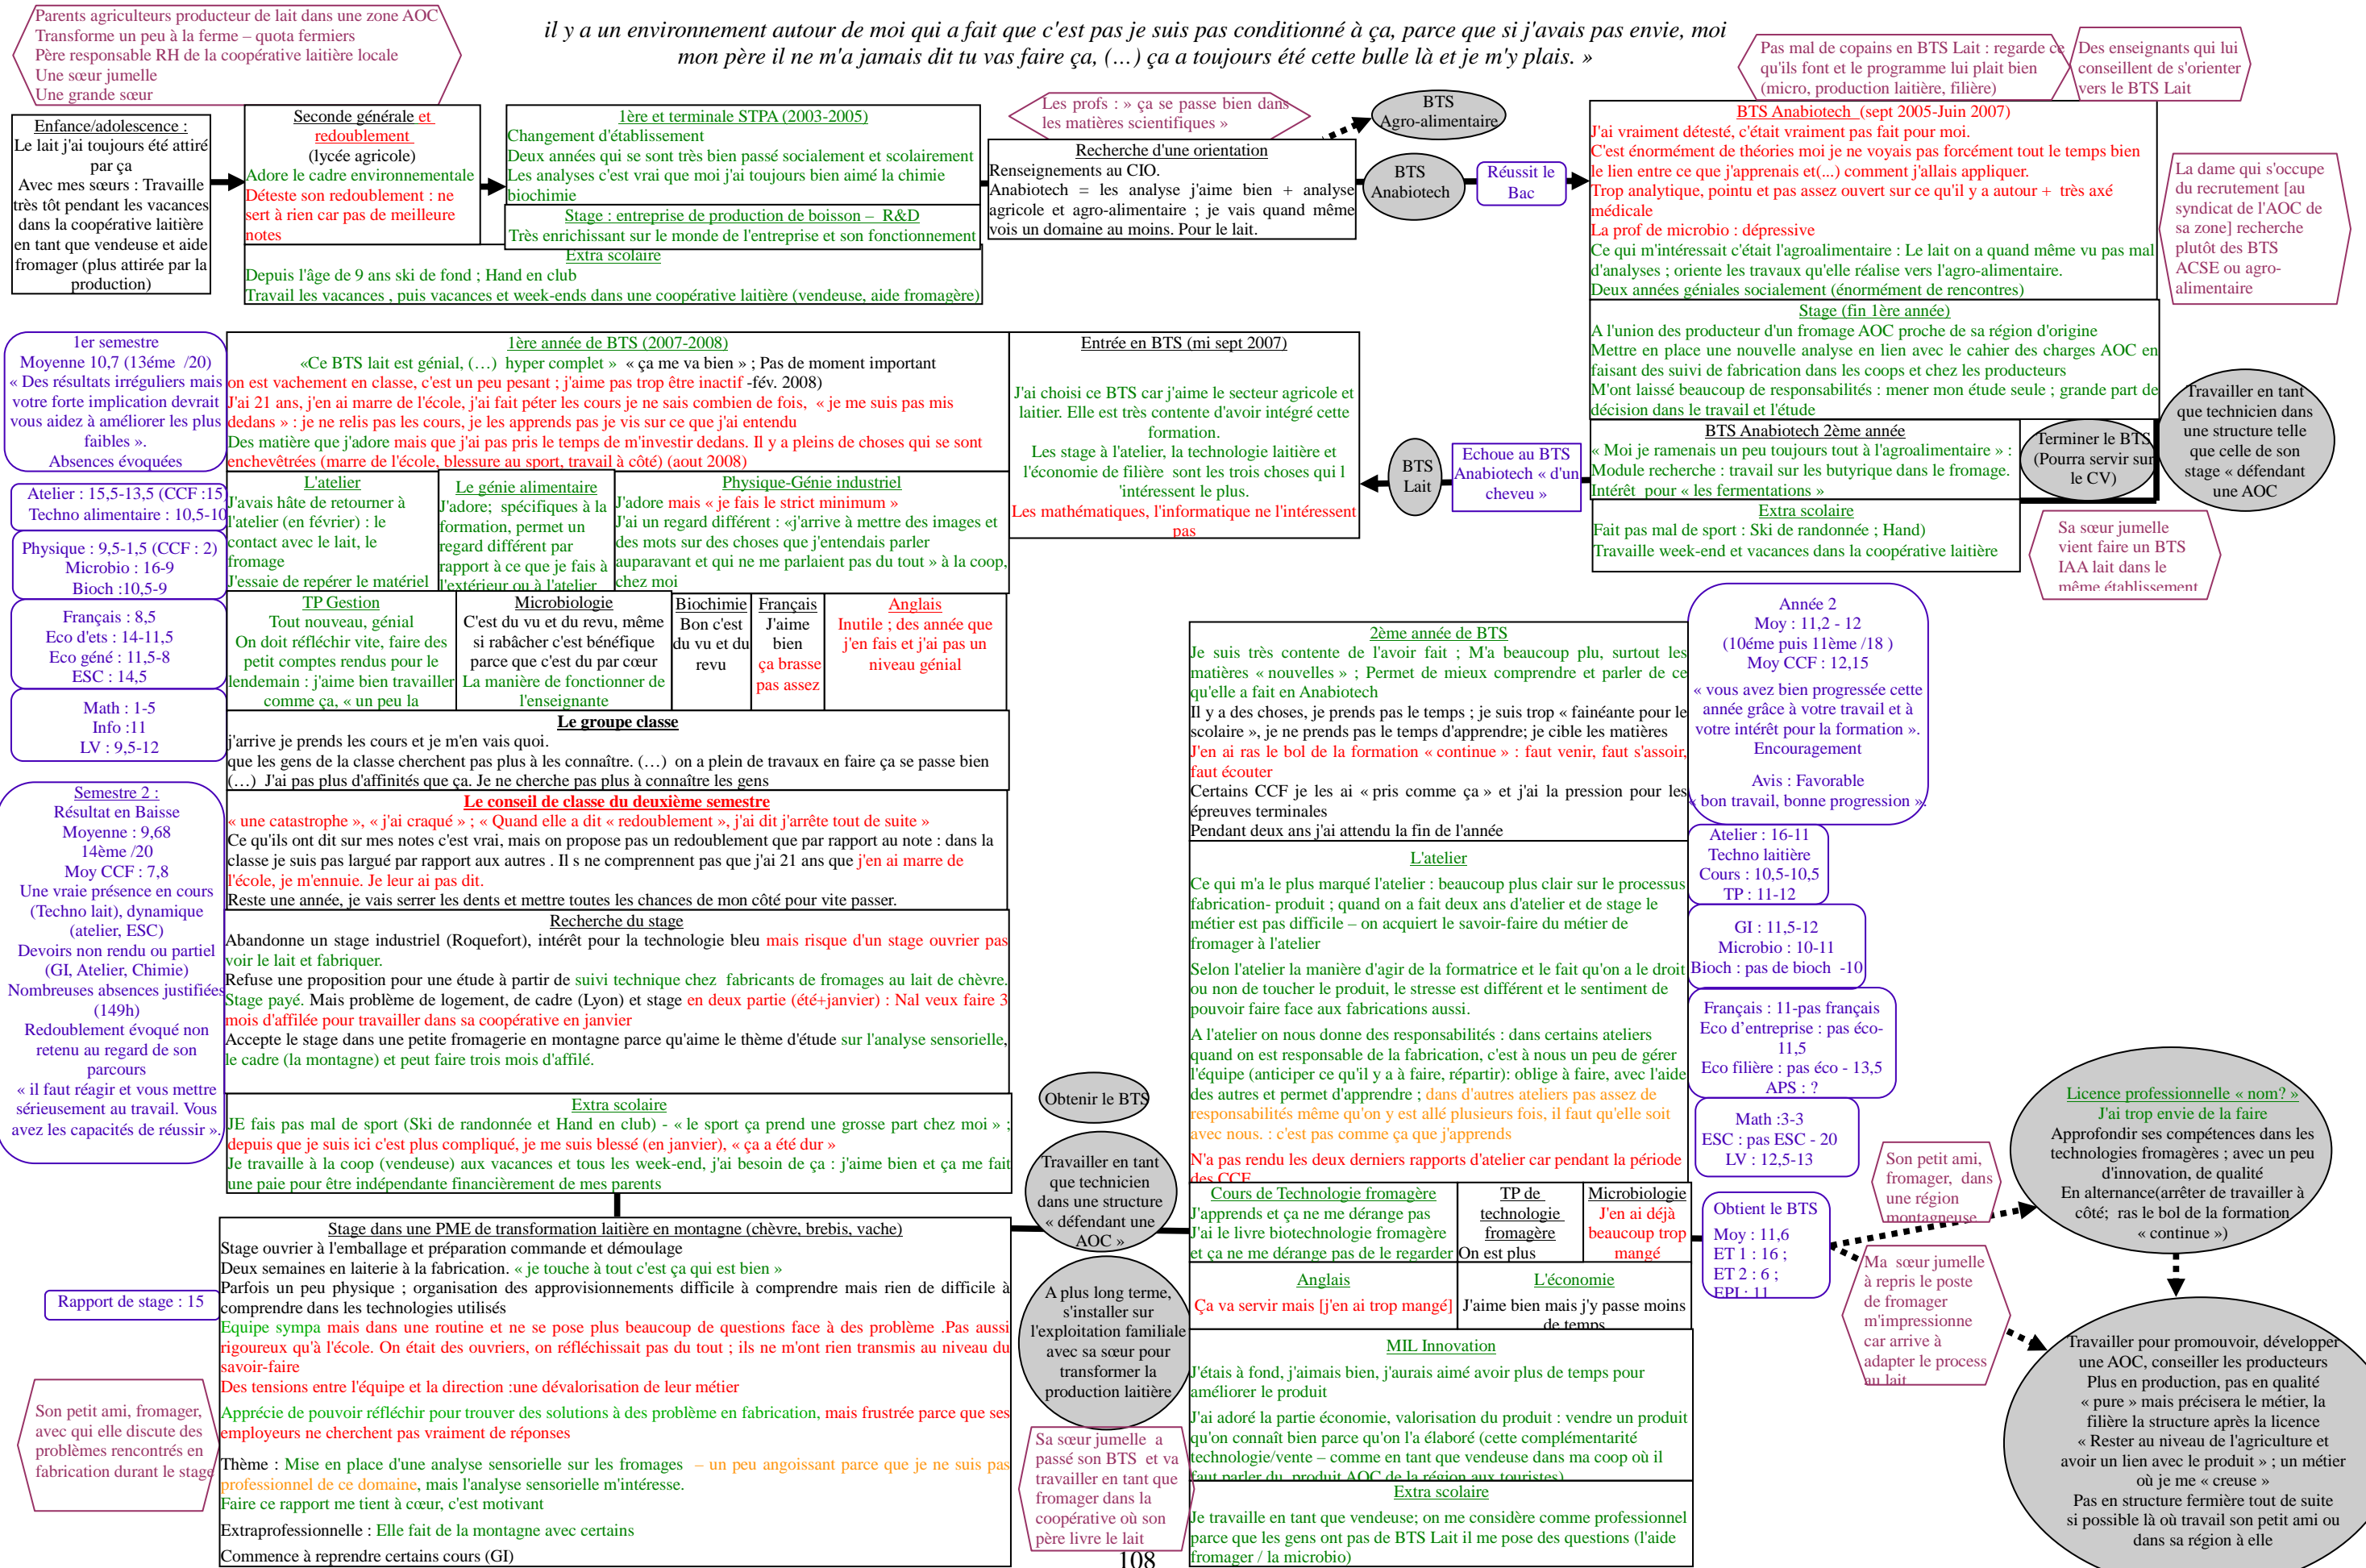 Parents agriculteurs producteur de lait dans une zone AOC
Transforme un peu à la ferme – quota fermiers
Père responsable RH de la coopérative laitière locale
Une sœur jumelle
Une grande sœur
il y a un environnement autour de moi qui a fait que c'est pas je suis pas conditionné à ça, parce que si j'avais pas envie, moi
mon père il ne m'a jamais dit tu vas faire ça, (…) ça a toujours été cette bulle là et je m'y plais. »
Pas mal de copains en BTS Lait : regarde ce
qu'ils font et le programme lui plait bien
(micro, production laitière, filière)
Des enseignants qui lui
conseillent de s'orienter
vers le BTS Lait
Enfance/adolescence :
Le lait j'ai toujours été attiré
par ça
Avec mes sœurs : Travaille
très tôt pendant les vacances
dans la coopérative laitière
en tant que vendeuse et aide
fromager (plus attirée par la
production)
Seconde générale et
redoublement
(lycée agricole)
Adore le cadre environnementale
Déteste son redoublement : ne
sert à rien car pas de meilleure
notes
1ère et terminale STPA (2003-2005)
Changement d'établissement
Deux années qui se sont très bien passé socialement et scolairement
Les analyses c'est vrai que moi j'ai toujours bien aimé la chimie
biochimie
Stage : entreprise de production de boisson – R&D
Très enrichissant sur le monde de l'entreprise et son fonctionnement
Extra scolaire
Depuis l'âge de 9 ans ski de fond ; Hand en club
Travail les vacances , puis vacances et week-ends dans une coopérative laitière (vendeuse, aide fromagère)
Les profs : » ça se passe bien dans
les matières scientifiques »
Recherche d'une orientation
Renseignements au CIO.
Anabiotech = les analyse j'aime bien + analyse
agricole et agro-alimentaire ; je vais quand même
vois un domaine au moins. Pour le lait.
BTS
Agro-alimentaire
BTS
Anabiotech
Réussit le
Bac
BTS Anabiotech (sept 2005-Juin 2007)
J'ai vraiment détesté, c'était vraiment pas fait pour moi.
C'est énormément de théories moi je ne voyais pas forcément tout le temps bien
le lien entre ce que j'apprenais et(...) comment j'allais appliquer.
Trop analytique, pointu et pas assez ouvert sur ce qu'il y a autour + très axé
médicale
La prof de microbio : dépressive
Ce qui m'intéressait c'était l'agroalimentaire : Le lait on a quand même vu pas mal
d'analyses ; oriente les travaux qu'elle réalise vers l'agro-alimentaire.
Deux années géniales socialement (énormément de rencontres)
La dame qui s'occupe
du recrutement [au
syndicat de l'AOC de
sa zone] recherche
plutôt des BTS
ACSE ou agro-
alimentaire
Stage (fin 1ère année)
A l'union des producteur d'un fromage AOC proche de sa région d'origine
Mettre en place une nouvelle analyse en lien avec le cahier des charges AOC en
faisant des suivi de fabrication dans les coops et chez les producteurs
M'ont laissé beaucoup de responsabilités : mener mon étude seule ; grande part de
décision dans le travail et l'étude
BTS Anabiotech 2ème année
« Moi je ramenais un peu toujours tout à l'agroalimentaire » :
Module recherche : travail sur les butyrique dans le fromage.
Intérêt pour « les fermentations »
Extra scolaire
Fait pas mal de sport : Ski de randonnée ; Hand)
Travaille week-end et vacances dans la coopérative laitière
Terminer le BTS
(Pourra servir sur
le CV)
Travailler en tant
que technicien dans
une structure telle
que celle de son
stage « défendant
une AOC
Sa sœur jumelle
vient faire un BTS
IAA lait dans le
même établissement
Echoue au BTS
Anabiotech « d'un
cheveu »
BTS
Lait
Entrée en BTS (mi sept 2007)
J'ai choisi ce BTS car j'aime le secteur agricole et
laitier. Elle est très contente d'avoir intégré cette
formation.
Les stage à l'atelier, la technologie laitière et
l'économie de filière sont les trois choses qui l
'intéressent le plus.
Les mathématiques, l'informatique ne l'intéressent
pas
1er semestre
Moyenne 10,7 (13éme /20)
« Des résultats irréguliers mais
votre forte implication devrait
vous aidez à améliorer les plus
faibles ».
Absences évoquées
Atelier : 15,5-13,5 (CCF :15)
Techno alimentaire : 10,5-10
Physique : 9,5-1,5 (CCF : 2)
Microbio : 16-9
Bioch :10,5-9
Français : 8,5
Eco d'ets : 14-11,5
Eco géné : 11,5-8
ESC : 14,5
Math : 1-5
Info :11
LV : 9,5-12
1ère année de BTS (2007-2008)
«Ce BTS lait est génial, (…) hyper complet » « ça me va bien » ; Pas de moment important
on est vachement en classe, c'est un peu pesant ; j'aime pas trop être inactif -fév. 2008)
J'ai 21 ans, j'en ai marre de l'école, j'ai fait péter les cours je ne sais combien de fois, « je me suis pas mis
dedans » : je ne relis pas les cours, je les apprends pas je vis sur ce que j'ai entendu
Des matière que j'adore mais que j'ai pas pris le temps de m'investir dedans. Il y a pleins de choses qui se sont
enchevêtrées (marre de l'école, blessure au sport, travail à côté) (aout 2008)
L'atelier
J'avais hâte de retourner à
l'atelier (en février) : le
contact avec le lait, le
fromage
J'essaie de repérer le matériel
Le génie alimentaire
J'adore; spécifiques à la
formation, permet un
regard différent par
rapport à ce que je fais à
l'extérieur ou à l'atelier
Physique-Génie industriel
J'adore mais « je fais le strict minimum »
J'ai un regard différent : «j'arrive à mettre des images et
des mots sur des choses que j'entendais parler
auparavant et qui ne me parlaient pas du tout » à la coop,
chez moi
TP Gestion
Tout nouveau, génial
On doit réfléchir vite, faire des
petit comptes rendus pour le
lendemain : j'aime bien travailler
comme ça, « un peu la
Microbiologie
C'est du vu et du revu, même
si rabâcher c'est bénéfique
parce que c'est du par cœur
La manière de fonctionner de
l'enseignante
Biochimie
Bon c'est
du vu et du
revu
Français
J'aime
bien
ça brasse
pas assez
Anglais
Inutile ; des année que
j'en fais et j'ai pas un
niveau génial
Le groupe classe
j'arrive je prends les cours et je m'en vais quoi.
que les gens de la classe cherchent pas plus à les connaître. (…) on a plein de travaux en faire ça se passe bien
(…) J'ai pas plus d'affinités que ça. Je ne cherche pas plus à connaître les gens
Le conseil de classe du deuxième semestre
« une catastrophe », « j'ai craqué » ; « Quand elle a dit « redoublement », j'ai dit j'arrête tout de suite »
Ce qu'ils ont dit sur mes notes c'est vrai, mais on propose pas un redoublement que par rapport au note : dans la
classe je suis pas largué par rapport aux autres . Il s ne comprennent pas que j'ai 21 ans que j'en ai marre de
l'école, je m'ennuie. Je leur ai pas dit.
Reste une année, je vais serrer les dents et mettre toutes les chances de mon côté pour vite passer.
Semestre 2 :
Résultat en Baisse
Moyenne : 9,68
14ème /20
Moy CCF : 7,8
Une vraie présence en cours
(Techno lait), dynamique
(atelier, ESC)
Devoirs non rendu ou partiel
(GI, Atelier, Chimie)
Nombreuses absences justifiées
(149h)
Redoublement évoqué non
retenu au regard de son
parcours
« il faut réagir et vous mettre
sérieusement au travail. Vous
avez les capacités de réussir ».
Recherche du stage
Abandonne un stage industriel (Roquefort), intérêt pour la technologie bleu mais risque d'un stage ouvrier pas
voir le lait et fabriquer.
Refuse une proposition pour une étude à partir de suivi technique chez fabricants de fromages au lait de chèvre.
Stage payé. Mais problème de logement, de cadre (Lyon) et stage en deux partie (été+janvier) : Nal veux faire 3
mois d'affilée pour travailler dans sa coopérative en janvier
Accepte le stage dans une petite fromagerie en montagne parce qu'aime le thème d'étude sur l'analyse sensorielle,
le cadre (la montagne) et peut faire trois mois d'affilé.
Extra scolaire
JE fais pas mal de sport (Ski de randonnée et Hand en club) - « le sport ça prend une grosse part chez moi » ;
depuis que je suis ici c'est plus compliqué, je me suis blessé (en janvier), « ça a été dur »
Je travaille à la coop (vendeuse) aux vacances et tous les week-end, j'ai besoin de ça : j'aime bien et ça me fait
une paie pour être indépendante financièrement de mes parents
Stage dans une PME de transformation laitière en montagne (chèvre, brebis, vache)
Stage ouvrier à l'emballage et préparation commande et démoulage
Deux semaines en laiterie à la fabrication. « je touche à tout c'est ça qui est bien »
Parfois un peu physique ; organisation des approvisionnements difficile à comprendre mais rien de difficile à
comprendre dans les technologies utilisés
Equipe sympa mais dans une routine et ne se pose plus beaucoup de questions face à des problème .Pas aussi
rigoureux qu'à l'école. On était des ouvriers, on réfléchissait pas du tout ; ils ne m'ont rien transmis au niveau du
savoir-faire
Des tensions entre l'équipe et la direction :une dévalorisation de leur métier
Apprécie de pouvoir réfléchir pour trouver des solutions à des problème en fabrication, mais frustrée parce que ses
employeurs ne cherchent pas vraiment de réponses
Thème : Mise en place d'une analyse sensorielle sur les fromages – un peu angoissant parce que je ne suis pas
professionnel de ce domaine, mais l'analyse sensorielle m'intéresse.
Faire ce rapport me tient à cœur, c'est motivant
Extraprofessionnelle : Elle fait de la montagne avec certains
Commence à reprendre certains cours (GI)
Rapport de stage : 15
Son petit ami, fromager,
avec qui elle discute des
problèmes rencontrés en
fabrication durant le stage
Obtenir le BTS
Travailler en tant
que technicien
dans une structure
« défendant une
AOC »
A plus long terme,
s'installer sur
l'exploitation familiale
avec sa sœur pour
transformer la
production laitière
Sa sœur jumelle a
passé son BTS et va
travailler en tant que
fromager dans la
coopérative où son
père livre le lait
2ème année de BTS
Je suis très contente de l'avoir fait ; M'a beaucoup plu, surtout les
matières « nouvelles » ; Permet de mieux comprendre et parler de ce
qu'elle a fait en Anabiotech
Il y a des choses, je prends pas le temps ; je suis trop « fainéante pour le
scolaire », je ne prends pas le temps d'apprendre; je cible les matières
J'en ai ras le bol de la formation « continue » : faut venir, faut s'assoir,
faut écouter
Certains CCF je les ai « pris comme ça » et j'ai la pression pour les
épreuves terminales
Pendant deux ans j'ai attendu la fin de l'année
L'atelier
Ce qui m'a le plus marqué l'atelier : beaucoup plus clair sur le processus
fabrication- produit ; quand on a fait deux ans d'atelier et de stage le
métier est pas difficile – on acquiert le savoir-faire du métier de
fromager à l'atelier
Selon l'atelier la manière d'agir de la formatrice et le fait qu'on a le droit
ou non de toucher le produit, le stresse est différent et le sentiment de
pouvoir faire face aux fabrications aussi.
A l'atelier on nous donne des responsabilités : dans certains ateliers
quand on est responsable de la fabrication, c'est à nous un peu de gérer
l'équipe (anticiper ce qu'il y a à faire, répartir): oblige à faire, avec l'aide
des autres et permet d'apprendre ; dans d'autres ateliers pas assez de
responsabilités même qu'on y est allé plusieurs fois, il faut qu'elle soit
avec nous. : c'est pas comme ça que j'apprends
N'a pas rendu les deux derniers rapports d'atelier car pendant la période
des CCF
Cours de Technologie fromagère
J'apprends et ça ne me dérange pas
J'ai le livre biotechnologie fromagère
et ça ne me dérange pas de le regarder
TP de
technologie
fromagère
On est plus
Microbiologie
J'en ai déjà
beaucoup trop
mangé
Anglais
Ça va servir mais [j'en ai trop mangé]
L'économie
J'aime bien mais j'y passe moins
de temps
MIL Innovation
J'étais à fond, j'aimais bien, j'aurais aimé avoir plus de temps pour
améliorer le produit
J'ai adoré la partie économie, valorisation du produit : vendre un produit
qu'on connaît bien parce qu'on l'a élaboré (cette complémentarité
technologie/vente – comme en tant que vendeuse dans ma coop où il
faut parler du produit AOC de la région aux touristes)
Extra scolaire
Je travaille en tant que vendeuse; on me considère comme professionnel
parce que les gens ont pas de BTS Lait il me pose des questions (l'aide
fromager / la microbio)
Année 2
Moy : 11,2 - 12
(10éme puis 11ème /18 )
Moy CCF : 12,15
« vous avez bien progressée cette
année grâce à votre travail et à
votre intérêt pour la formation ».
Encouragement
Avis : Favorable
« bon travail, bonne progression ».
Atelier : 16-11
Techno laitière
Cours : 10,5-10,5
TP : 11-12
GI : 11,5-12
Microbio : 10-11
Bioch : pas de bioch -10
Français : 11-pas français
Eco d’entreprise : pas éco-
11,5
Eco filière : pas éco - 13,5
APS : ?
Math :3-3
ESC : pas ESC - 20
LV : 12,5-13
Obtient le BTS
Moy : 11,6
ET 1 : 16 ;
ET 2 : 6 ;
EPI : 11
Son petit ami,
fromager, dans
une région
montagneuse
Ma sœur jumelle
à repris le poste
de fromager
m'impressionne
car arrive à
adapter le process
au lait
Licence professionnelle « nom? »
J'ai trop envie de la faire
Approfondir ses compétences dans les
technologies fromagères ; avec un peu
d'innovation, de qualité
En alternance(arrêter de travailler à
côté; ras le bol de la formation
« continue »)
Travailler pour promouvoir, développer
une AOC, conseiller les producteurs
Plus en production, pas en qualité
« pure » mais précisera le métier, la
filière la structure après la licence
« Rester au niveau de l'agriculture et
avoir un lien avec le produit » ; un métier
où je me « creuse »
Pas en structure fermière tout de suite
si possible là où travail son petit ami ou
dans sa région à elle
108